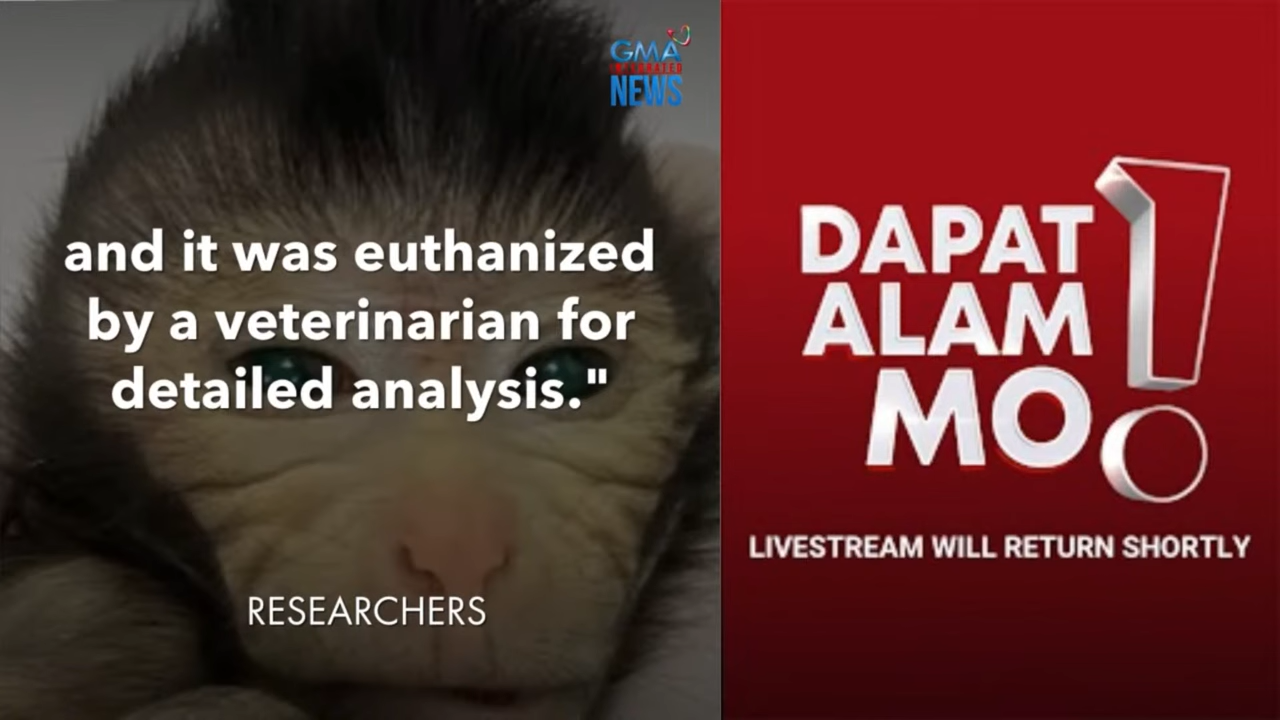 GMA
INTEGRATED
NEWS
and it was euthanized
by a veterinarian for
detailed analysis."
RESEARCHERS
DAPAT
ALAM
MO!
LIVESTREAM WILL RETURN SHORTLY